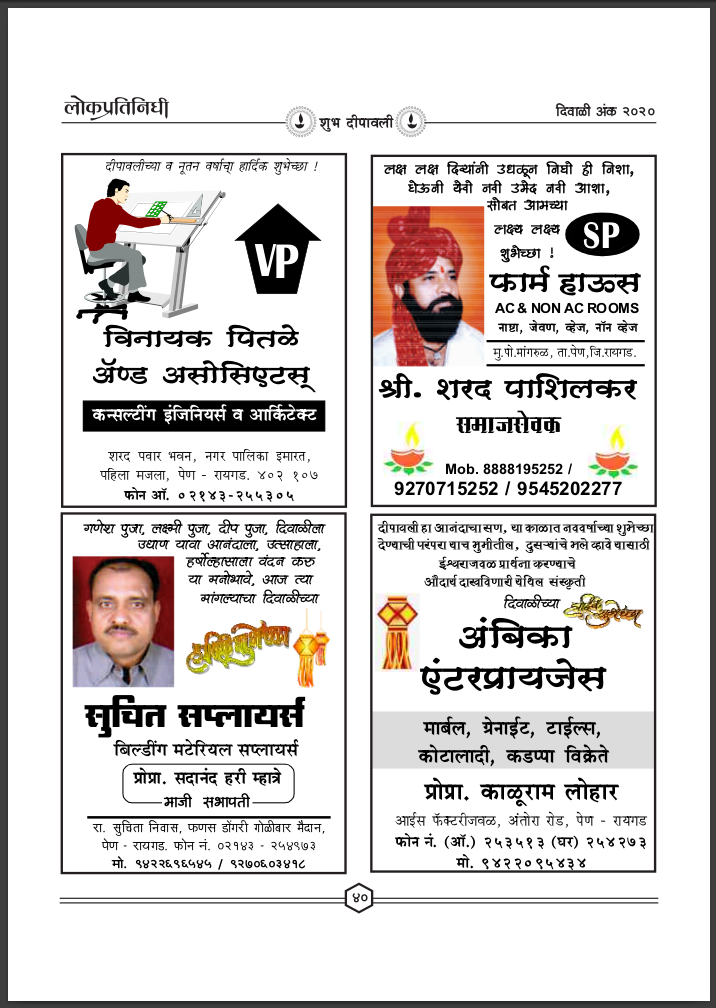 लोकप्रतिनिधी
शुभ दीपावली
दिवाळी अंक २०२०
दीपावलीच्या व नूतन वर्षाचा हार्दिक शुभेच्छा !
VP
विनायक पितळे
ॲण्ड असोसिएटस्
कन्सल्टींग इंजिनियर्स व आर्किटेक्ट
शरद पवार भवन, नगर पालिका इमारत,
पहिला मजला, पेण - रायगड. ४०२ १०७
फोन ऑ. ०२१४३-२५५३०५
लक्ष लक्ष दिव्यांनी उधळून निघो ही निशा,
घेऊनी येवो नवी उमेद नवी आशा,
सोबत आमच्या
लक्ष्य लक्ष्य
शुभेच्छा !
SP
फार्म हाऊस
AC & NON AC ROOMS
नाष्टा, जेवण, व्हेज, नॉन व्हेज
मु.पो.मांगरुळ, ता.पेण,जि.रायगड.
श्री. शरद पाशिलकर
समाजसेवक
Mob. 8888195252 /
9270715252 / 9545202277
गणेश पुजा, लक्ष्मी पुजा, दीप पुजा, दिवाळीला
उधाण यावा आनंदाला, उत्साहाला,
हर्षोल्हासाला वंदन करु
या मनोभावे, आज त्या
मांगल्याचा दिवाळीच्या
हार्दिक शुभेच्छा
सुचित सप्लायर्स
बिल्डींग मटेरियल सप्लायर्स
प्रोप्रा. सदानंद हरी म्हात्रे
माजी सभापती
रा. सुचिता निवास, फणस डोंगरी गोळीबार मैदान,
पेण - रायगड. फोन नं. ०२१४३ - २५४९७३
मो. ९४२२६९६५४५ / ९२७०६०३४१८
दीपावली हा आनंदाचा सण, या काळात नववर्षाच्या शुभेच्छा
देण्याची परंपरा याच भुमीतील, दुसऱ्यांचे भले व्हावे यासाठी
ईश्वराजवळ प्रार्थना करण्याचे
औदार्य दाखविणारी येथिल संस्कृती
दिवाळीच्या हार्दिक शुभेच्छा
अंबिका
एंटरप्रायजेस
मार्बल, ग्रेनाईट, टाईल्स,
कोटालादी, कडप्पा विक्रेते
प्रोप्रा. काळूराम लोहार
आईस फॅक्टरीजवळ, अंतोरा रोड, पेण - रायगड
फोन नं. (ऑ.) २५३५१३ (घर) २५४२७३
मो. ९४२२०९५४३४
४०